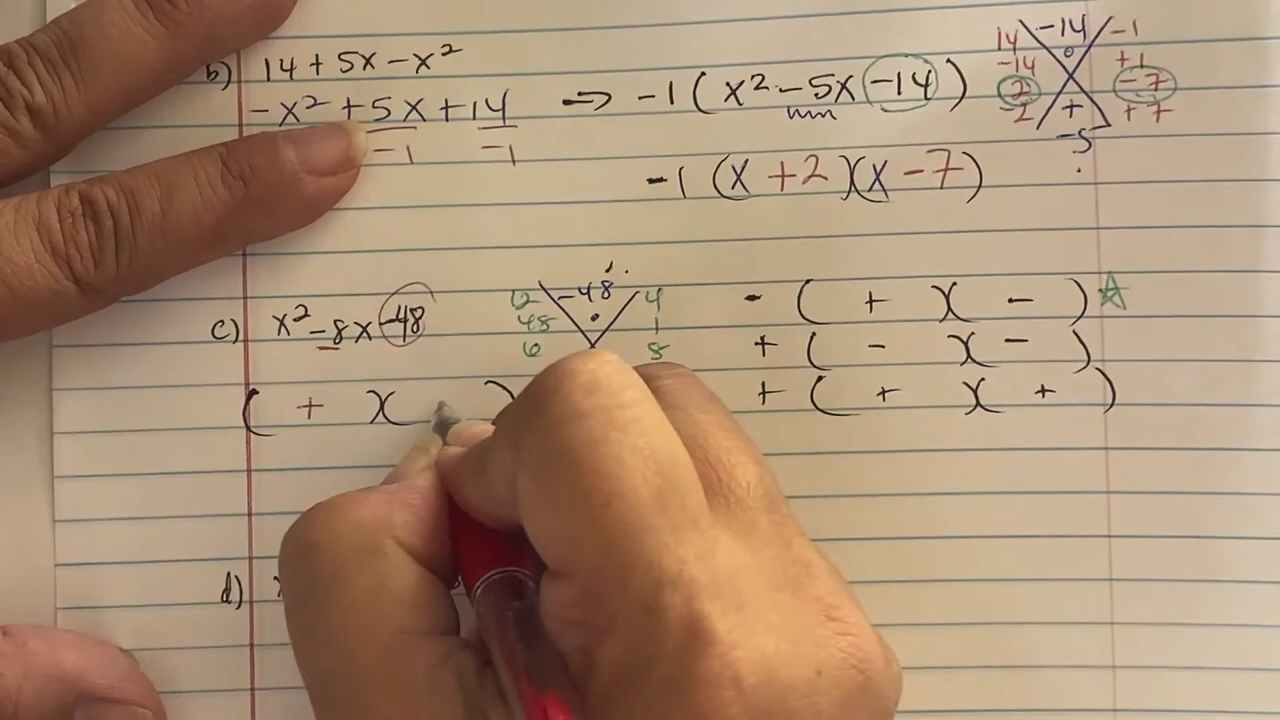 b) 14 + 5x - x²
-x² + 5x + 14 → -1 ( x² - 5x - 14 )
-1 -1
-1 (x + 2)(x - 7)
-14
14 -1
-14 +1
2 -7
-2 +7
+
-5
c) x² - 8x - 48
-48
12 4
48 1
6 8
( + )( )
- ( + )( - ) ☆
+ ( - )( - )
+ ( + )( + )
d)